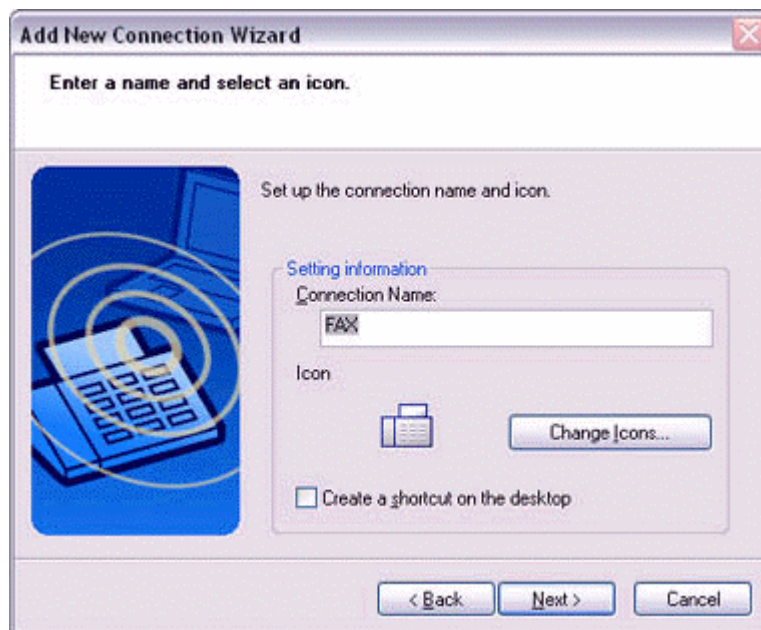 Add New Connection Wizard
Enter a name and select an icon.
Set up the connection name and icon.
Setting information
Connection Name:
FAX
Icon
Change Icons...
Create a shortcut on the desktop
< Back Next > Cancel